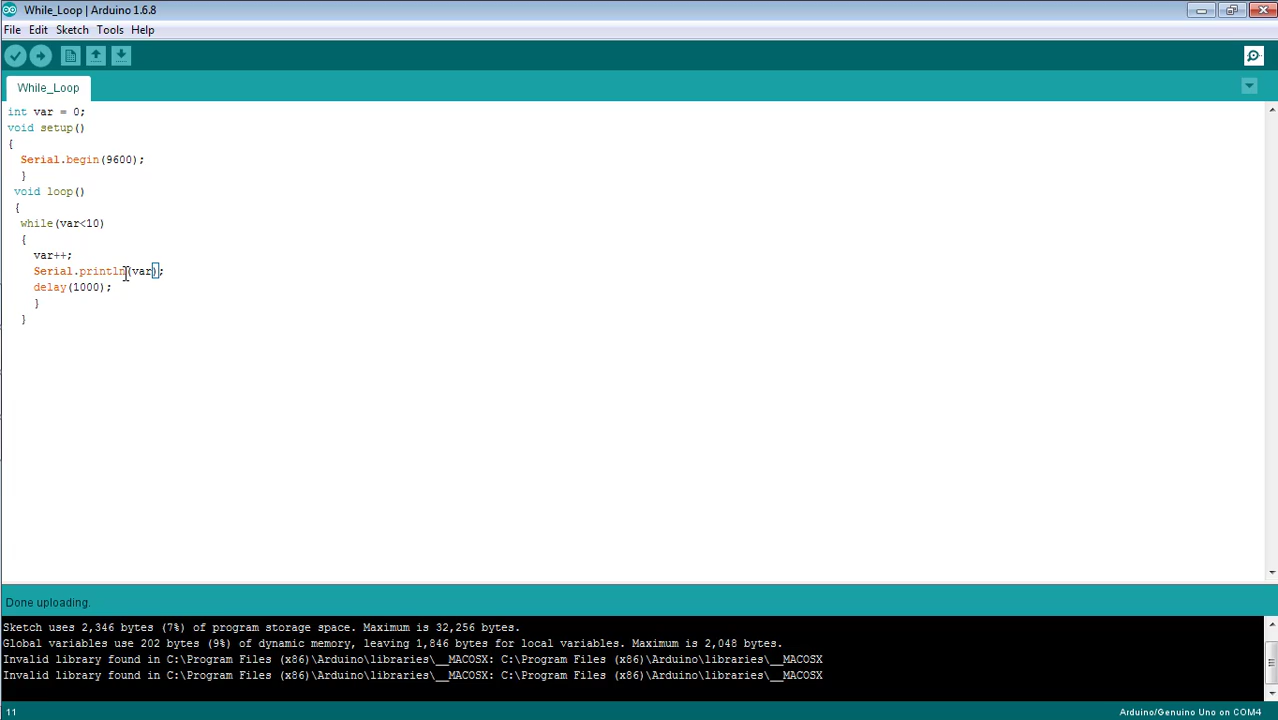 While_Loop | Arduino 1.6.8
File Edit Sketch Tools Help
While_Loop
int var = 0;
void setup()
{
Serial.begin(9600);
}
void loop()
{
while(var<10)
{
var++;
Serial.println(var);
delay(1000);
}
}
Done uploading.
Sketch uses 2,346 bytes (7%) of program storage space. Maximum is 32,256 bytes.
Global variables use 202 bytes (9%) of dynamic memory, leaving 1,846 bytes for local variables. Maximum is 2,048 bytes.
Invalid library found in C:\Program Files (x86)\Arduino\libraries\__MACOSX: C:\Program Files (x86)\Arduino\libraries\__MACOSX
Invalid library found in C:\Program Files (x86)\Arduino\libraries\__MACOSX: C:\Program Files (x86)\Arduino\libraries\__MACOSX
11 Arduino/Genuino Uno on COM4